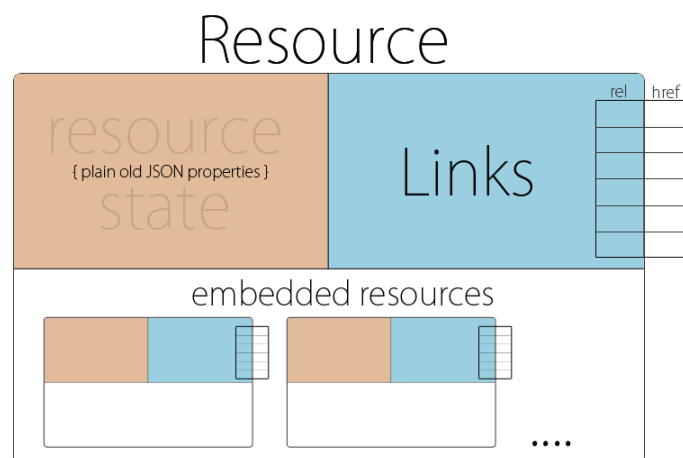 Resource
rel href
resource
{ plain old JSON properties }
state
Links
embedded resources
....